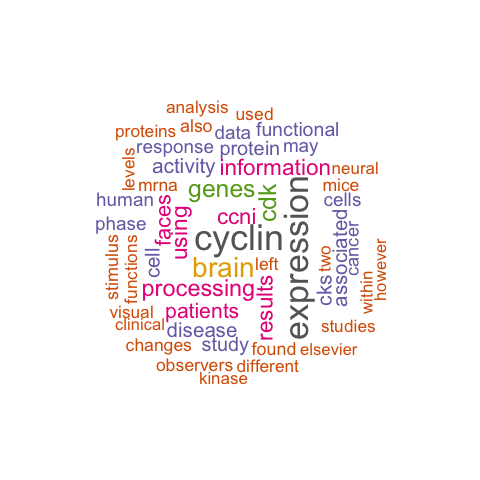 analysis
used
proteins
also
data
functional
response
protein
may
levels
activity
information
neural
mrna
genes
cdk
mice
human
faces
using
ccni
expression
cells
phase
cyclin
associated
cancer
stimulus
functions
cell
brain
left
cks
two
however
processing
results
within
visual
patients
clinical
disease
studies
changes
study
found
elsevier
observers
different
kinase